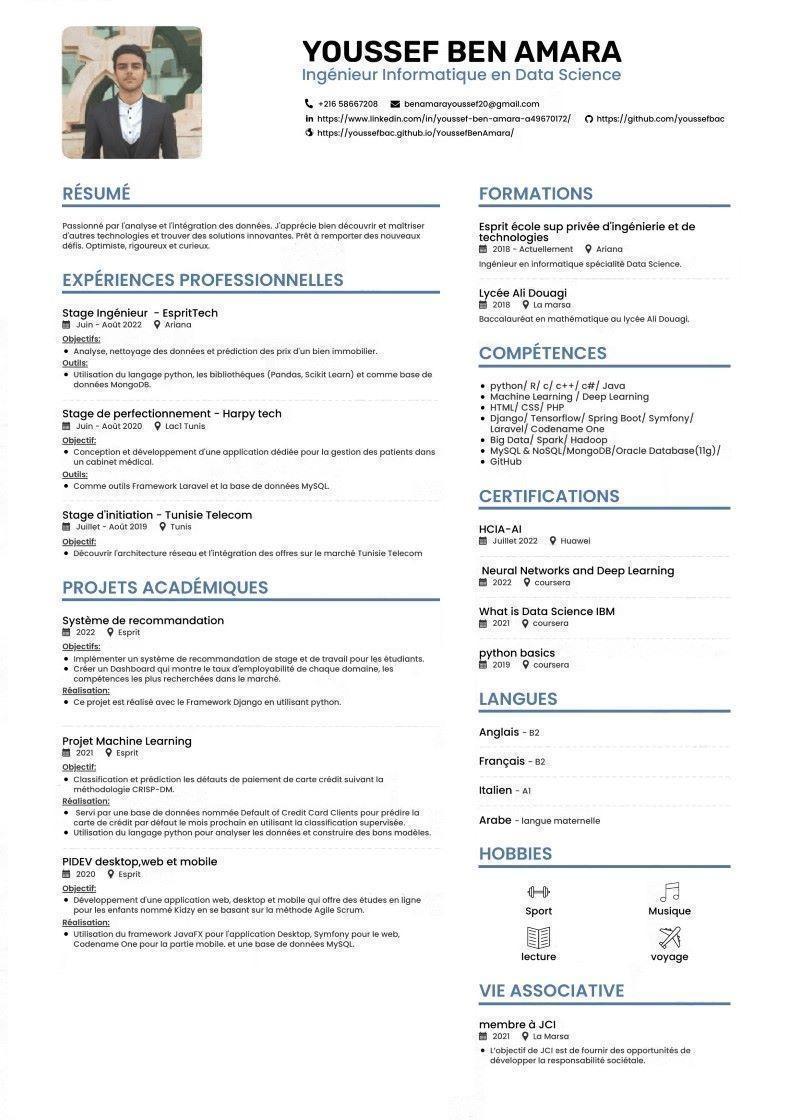 YOUSSEF BEN AMARA
Ingénieur Informatique en Data Science
+216 58667208 benamarayoussef20@gmail.com
https://www.linkedin.com/in/youssef-ben-amara-a49670172/ https://github.com/youssefbac
https://youssefbac.github.io/YoussefBenAmara/
RÉSUMÉ
Passionné par l'analyse et l'intégration des données. J'apprécie bien découvrir et maîtriser
d'autres technologies et trouver des solutions innovantes. Prêt à remporter des nouveaux
défis. Optimiste, rigoureux et curieux.
EXPÉRIENCES PROFESSIONNELLES
Stage Ingénieur - EspritTech
Juin - Août 2022 Ariana
Objectifs:
• Analyse, nettoyage des données et prédiction des prix d'un bien immobilier.
Outils:
• Utilisation du langage python, les bibliothéques (Pandas, Scikit Learn) et comme base de
données MongoDB.
Stage de perfectionnement - Harpy tech
Juin - Août 2020 Lac1 Tunis
Objectif:
• Conception et développement d'une application dédiée pour la gestion des patients dans
un cabinet médical.
Outils:
• Comme outils Framework Laravel et la base de données MySQL.
Stage d'initiation - Tunisie Telecom
Juillet - Août 2019 Tunis
Objectif:
• Découvrir l'architecture réseau et l'intégration des offres sur le marché Tunisie Telecom
PROJETS ACADÉMIQUES
Système de recommandation
2022 Esprit
Objectifs:
• Implémenter un système de recommandation de stage et de travail pour les étudiants.
• Créer un Dashboard qui montre le taux d'employabilité de chaque domaine, les
compétences les plus recherchées dans le marché.
Réalisation:
• Ce projet est réalisé avec le Framework Django en utilisant python.
Projet Machine Learning
2021 Esprit
Objectif:
• Classification et prédiction les défauts de paiement de carte crédit suivant la
méthodologie CRISP-DM.
Réalisation:
• Servi par une base de données nommée Default of Credit Card Clients pour prédire la
carte de crédit par défaut le mois prochain en utilisant la classification supervisée.
• Utilisation du langage python pour analyser les données et construire des bons modèles.
PIDEV desktop,web et mobile
2020 Esprit
Objectif:
• Développement d'une application web, desktop et mobile qui offre des études en ligne
pour les enfants nommé Kidzy en se basant sur la méthode Agile Scrum.
Réalisation:
• Utilisation du framework JavaFX pour l'application Desktop, Symfony pour le web,
Codename One pour la partie mobile. et une base de données MySQL.
FORMATIONS
Esprit école sup privée d'ingénierie et de
technologies
2018 - Actuellement Ariana
Ingénieur en informatique spécialité Data Science.
Lycée Ali Douagi
2018 La marsa
Baccalauréat en mathématique au lycée Ali Douagi.
COMPÉTENCES
• python/ R/ c/ c++/ c#/ Java
• Machine Learning / Deep Learning
• HTML/ CSS/ PHP
• Django/ Tensorflow/ Spring Boot/ Symfony/
Laravel/ Codename One
• Big Data/ Spark/ Hadoop
• MySQL & NoSQL/MongoDB/Oracle Database(11g)/
• GitHub
CERTIFICATIONS
HCIA-AI
Juillet 2022 Huawei
Neural Networks and Deep Learning
2022 coursera
What is Data Science IBM
2021 coursera
python basics
2019 coursera
LANGUES
Anglais - B2
Français - B2
Italien - A1
Arabe - langue maternelle
HOBBIES
Sport Musique
lecture voyage
VIE ASSOCIATIVE
membre à JCI
2021 La Marsa
• L'objectif de JCI est de fournir des opportunités de
développer la responsabilité sociétale.